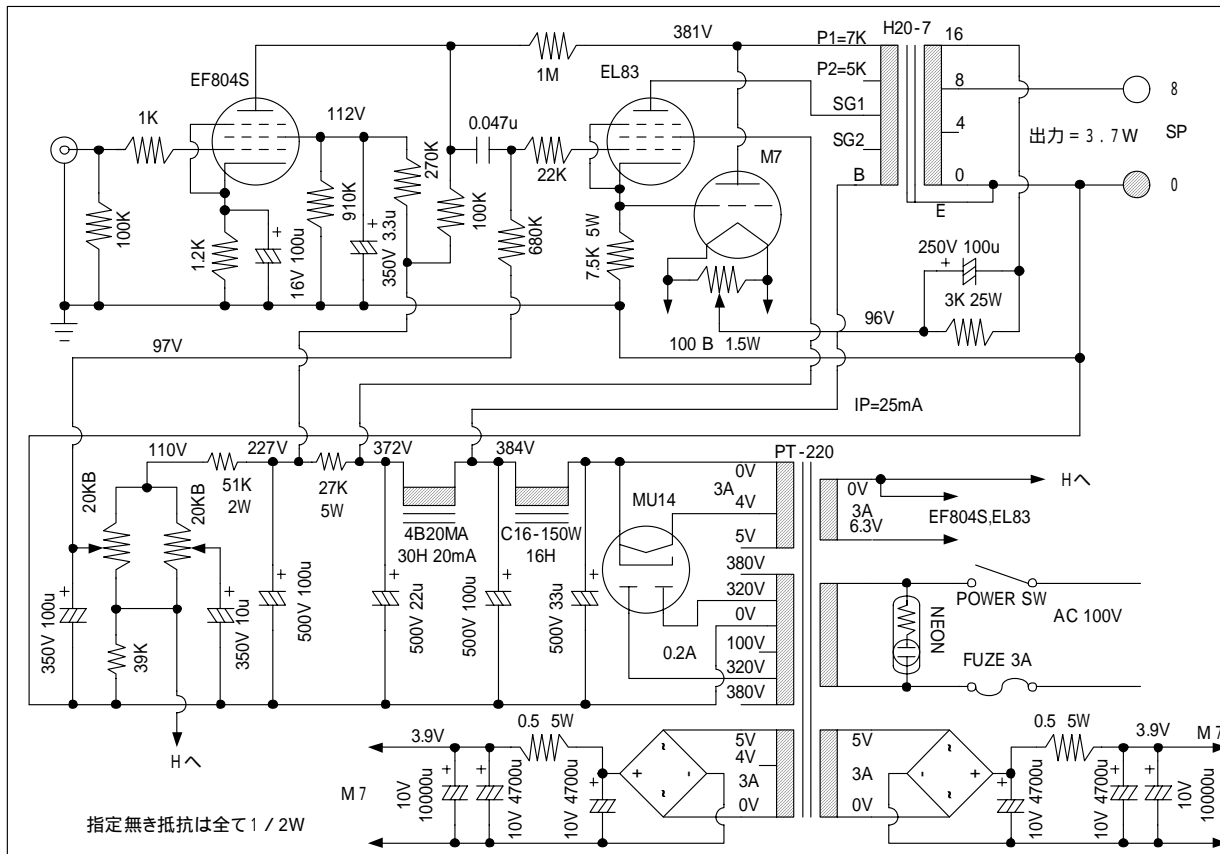 381V
H20-7
P1=7K
16
EF804S
1M
EL83
P2=5K
8
8
1K
112V
SG1
4
出力 = 3 . 7 W
SP
0.047u
M7
SG2
270K
22K
B
0
0
E
100K
910K
350V 3.3u
100K
680K
7.5K 5W
250V 100u
1.2K
16V 100u
3K 25W
96V
97V
100 B 1.5W
IP=25mA
110V
227V
372V
384V
PT-220
0V
20KB
20KB
51K
2W
27K
5W
MU14
3A
4V
0V
3A
6.3V
Hへ
EF804S,EL83
4B20MA
30H 20mA
C16-150W
16H
5V
380V
320V
POWER SW
350V 100u
39K
350V 10u
500V 100u
500V 22u
500V 100u
500V 33u
0V
0.2A
100V
320V
380V
NEON
AC 100V
FUZE 3A
Hへ
3.9V
0.5 5W
5V
4V
3A
0V
5V
3A
0V
0.5 5W
3.9V
M7
M7
10V
10000u
10V 4700u
10V 4700u
10V 4700u
10V 4700u
10V
10000u
指定無き抵抗は全て1 / 2W